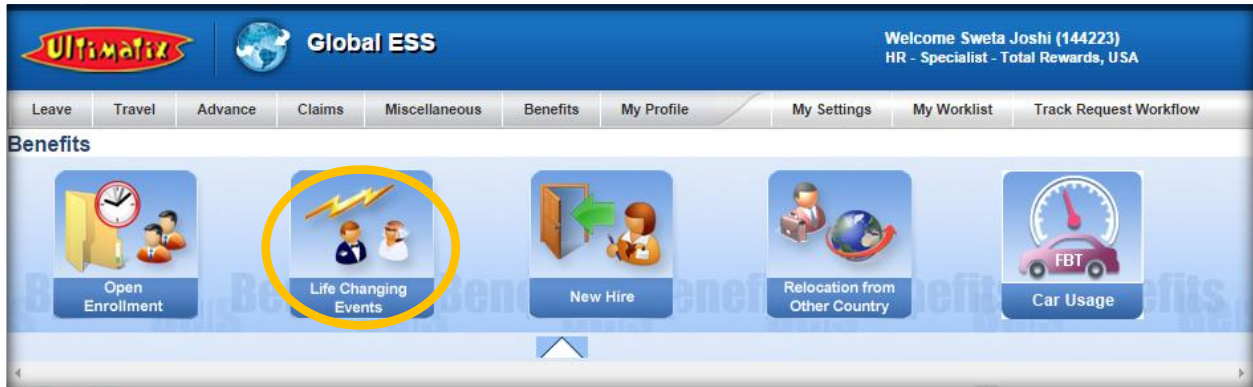 Ultimatix
Global ESS
Welcome Sweta Joshi (144223)
HR - Specialist - Total Rewards, USA
Leave Travel Advance Claims Miscellaneous Benefits My Profile My Settings My Worklist Track Request Workflow
Benefits
Open
Enrollment
Life Changing
Events
New Hire
Relocation from
Other Country
FBT
Car Usage